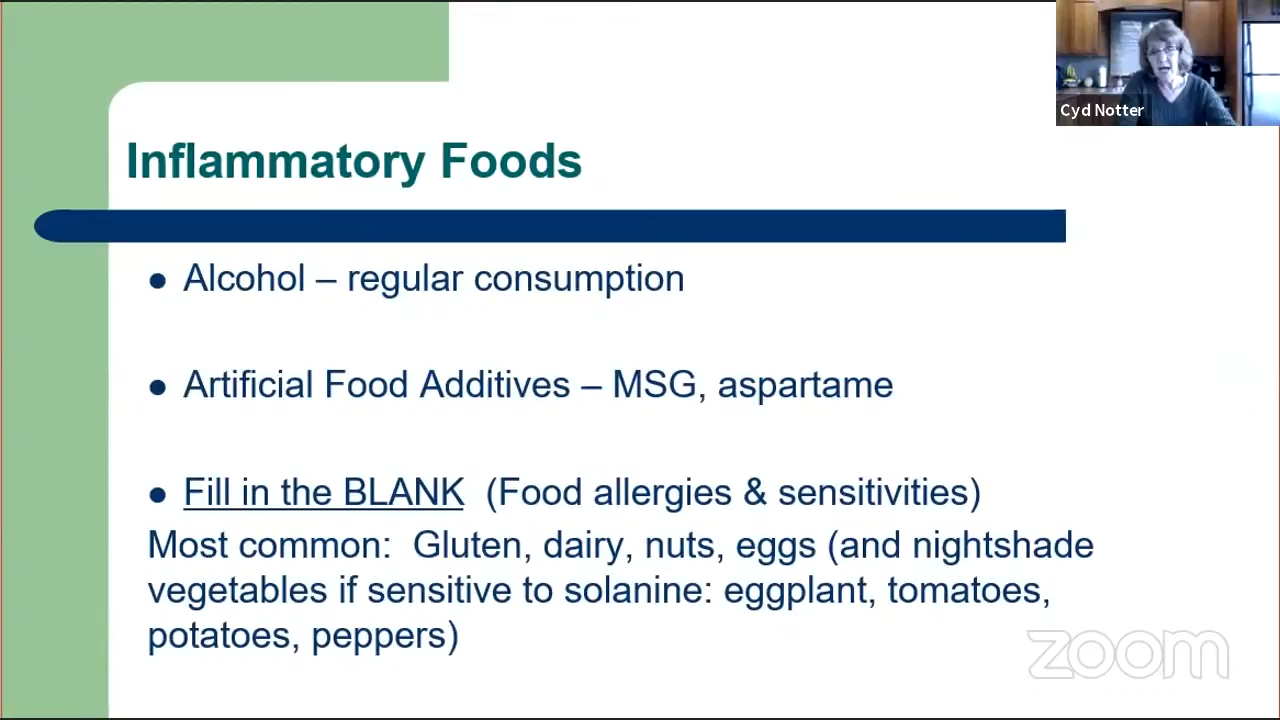 Cyd Notter
Inflammatory Foods
● Alcohol – regular consumption
● Artificial Food Additives – MSG, aspartame
● Fill in the BLANK (Food allergies & sensitivities)
Most common: Gluten, dairy, nuts, eggs (and nightshade
vegetables if sensitive to solanine: eggplant, tomatoes,
potatoes, peppers)
zoom